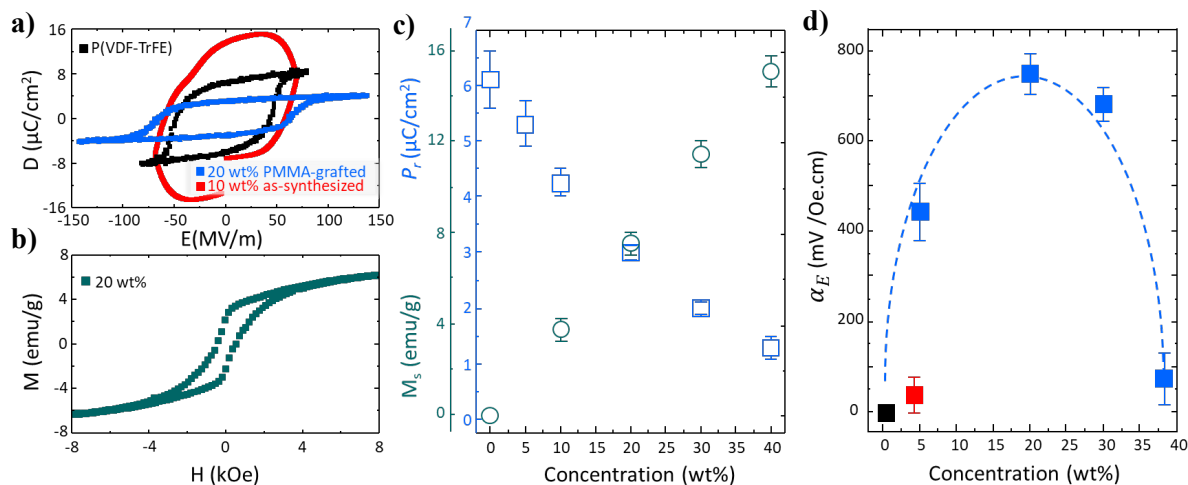 a)
16
8
0
-8
-16
D (µC/cm²)
P(VDF-TrFE)
20 wt% PMMA-grafted
10 wt% as-synthesized
-150 -100 -50 0 50 100 150
E(MV/m)
b)
6
4
0
-4
-8
M (emu/g)
20 wt%
-8 -4 0 4 8
H (kOe)
c)
16
12
8
4
0
M_s (emu/g)
7
6
5
4
3
2
1
0
P_r (µC/cm²)
0 5 10 15 20 25 30 35 40
Concentration (wt%)
d)
800
600
400
200
0
α_E (mV /Oe.cm)
0 5 10 15 20 25 30 40
Concentration (wt%)